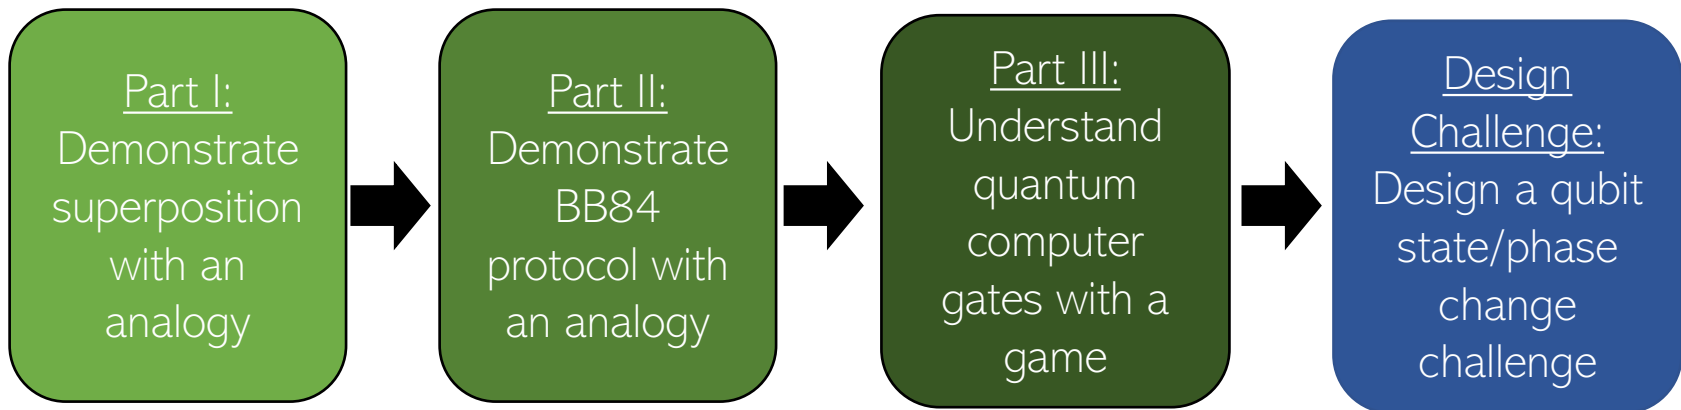 Part I:
Demonstrate
superposition
with an
analogy
Part II:
Demonstrate
BB84
protocol with
an analogy
Part III:
Understand
quantum
computer
gates with a
game
Design
Challenge:
Design a qubit
state/phase
change
challenge